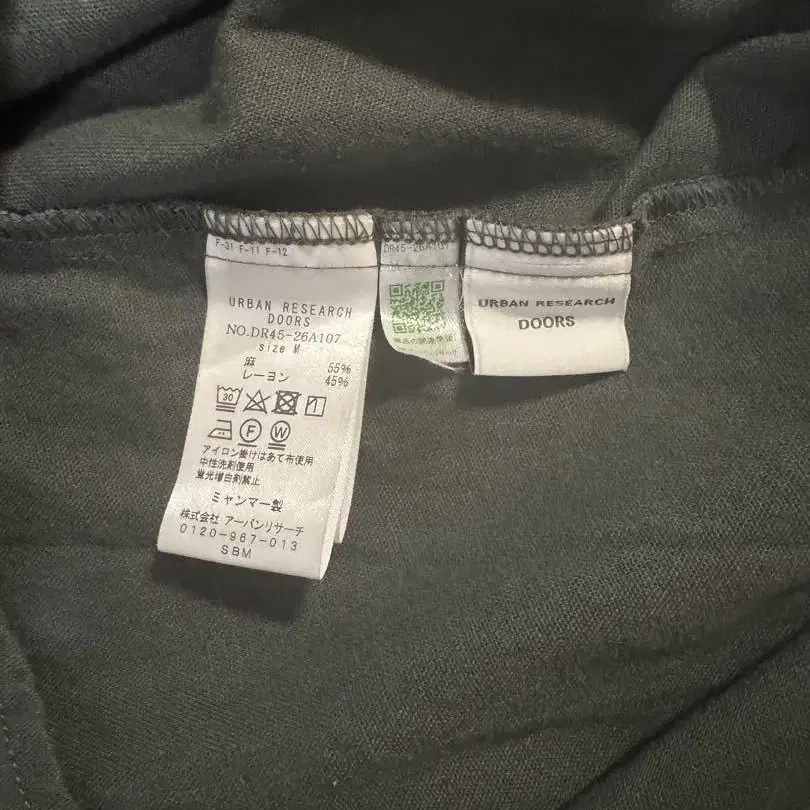 F-31 F-11 F-12
URBAN RESEARCH
DOORS
NO.DR45-26A107
size M
麻 55%
レーヨン 45%
30
1
F W
アイロン掛けはあて布使用
中性洗剤使用
蛍光増白剤禁止
ミャンマー製
株式会社 アーバンリサーチ
0120-967-013
SBM
DR45-26A107
URBAN RESEARCH
DOORS